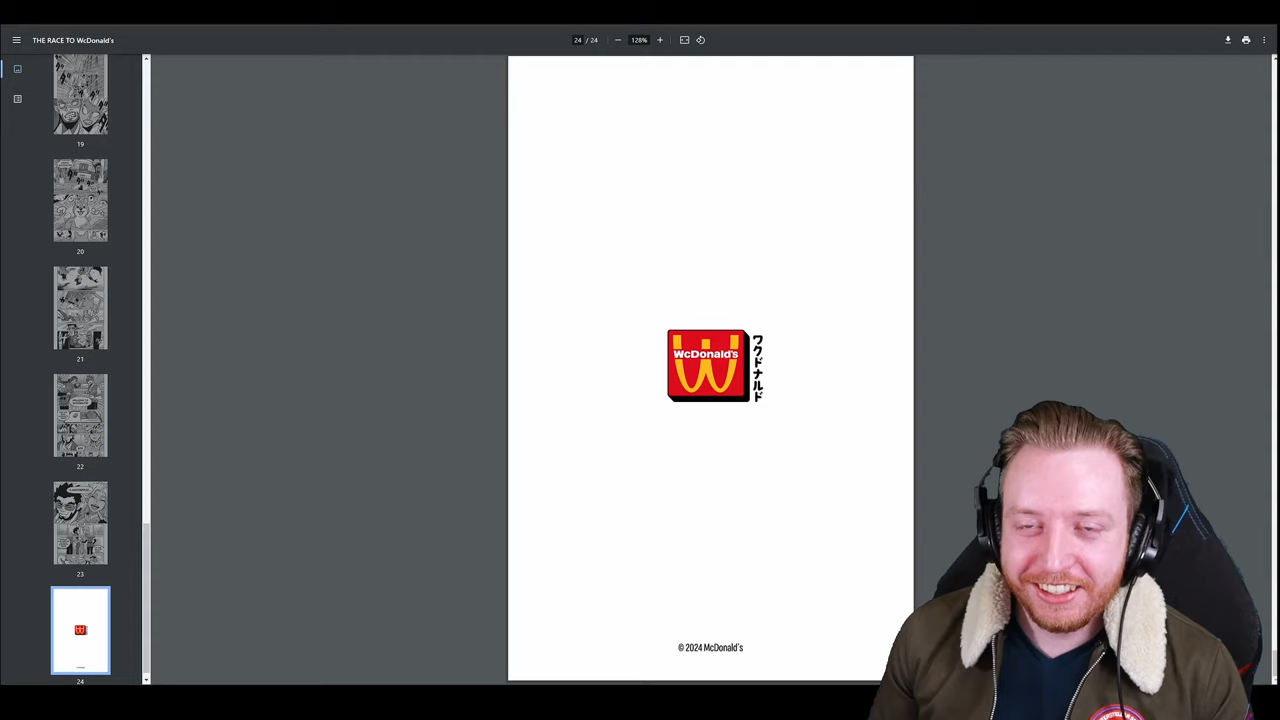 THE RACE TO WcDonald's
24 / 24
128%
19
20
21
22
23
24
WcDonald's
ワクドナルド
© 2024 McDonald's